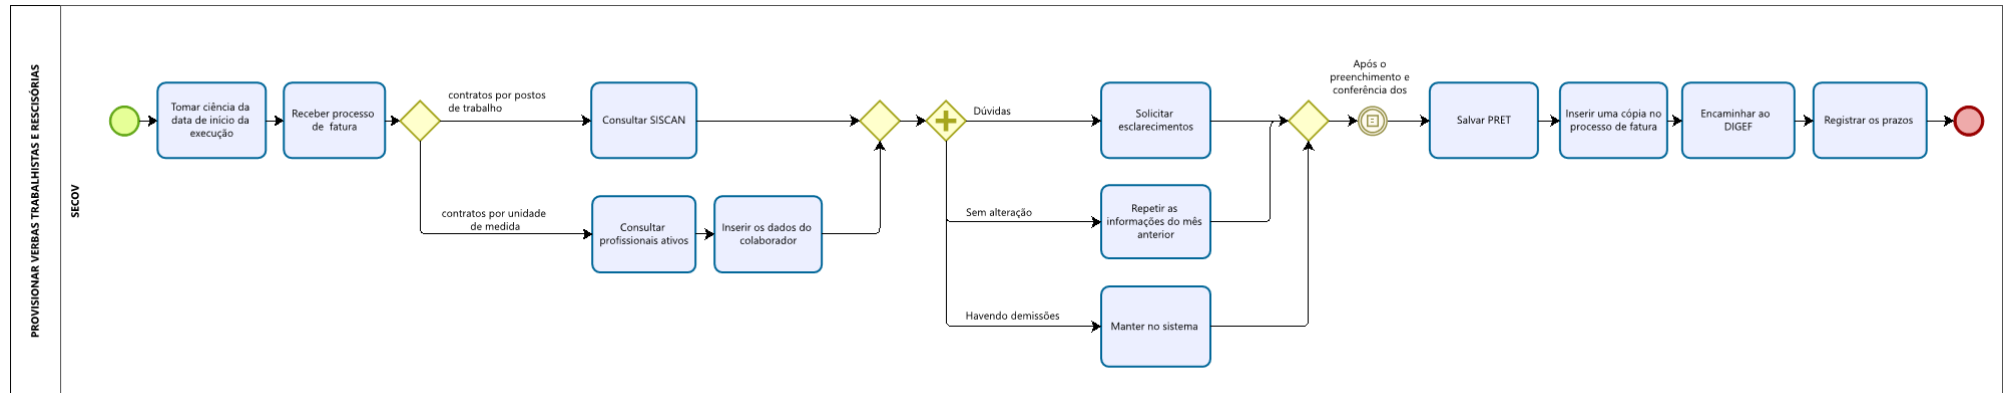 PROVISIONAR VERBAS TRABALHISTAS E RESCISÓRIAS
SECOV
Tomar ciência da
data de início da
execução
Receber processo
de fatura
contratos por postos
de trabalho
contratos por unidade
de medida
Consultar SISCAN
Consultar
profissionais ativos
Inserir os dados do
colaborador
Dúvidas
Sem alteração
Havendo demissões
Solicitar
esclarecimentos
Repetir as
informações do mês
anterior
Manter no sistema
Após o
preenchimento e
conferência dos
Salvar PRET
Inserir uma cópia no
processo de fatura
Encaminhar ao
DIGEF
Registrar os prazos